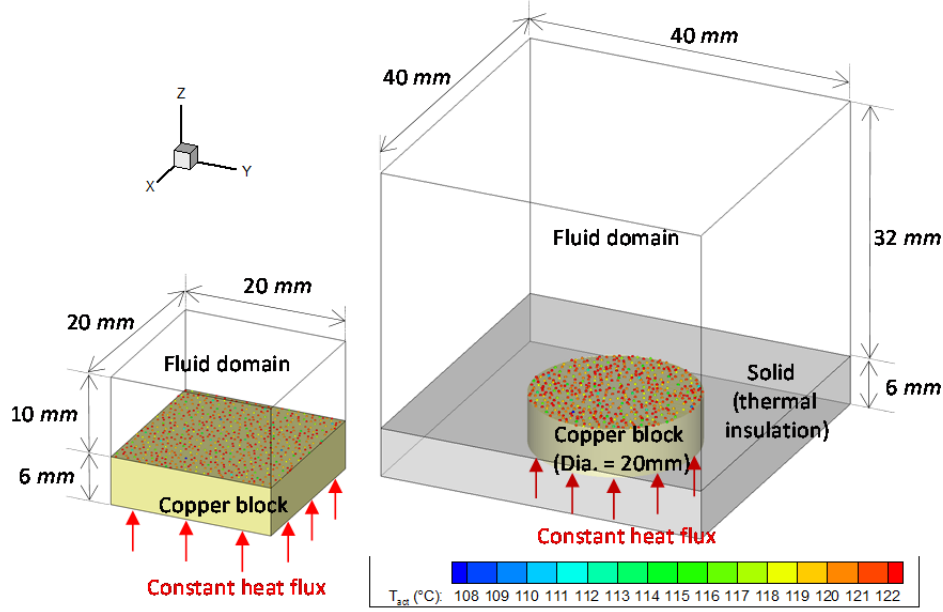 40 mm
40 mm
Z
X
Y
Fluid domain
32 mm
20 mm
20 mm
Fluid domain
10 mm
6 mm
Copper block
Constant heat flux
Solid
(thermal
insulation)
6 mm
Copper block
(Dia. = 20mm)
Constant heat flux
T_act (°C): 108 109 110 111 112 113 114 115 116 117 118 119 120 121 122